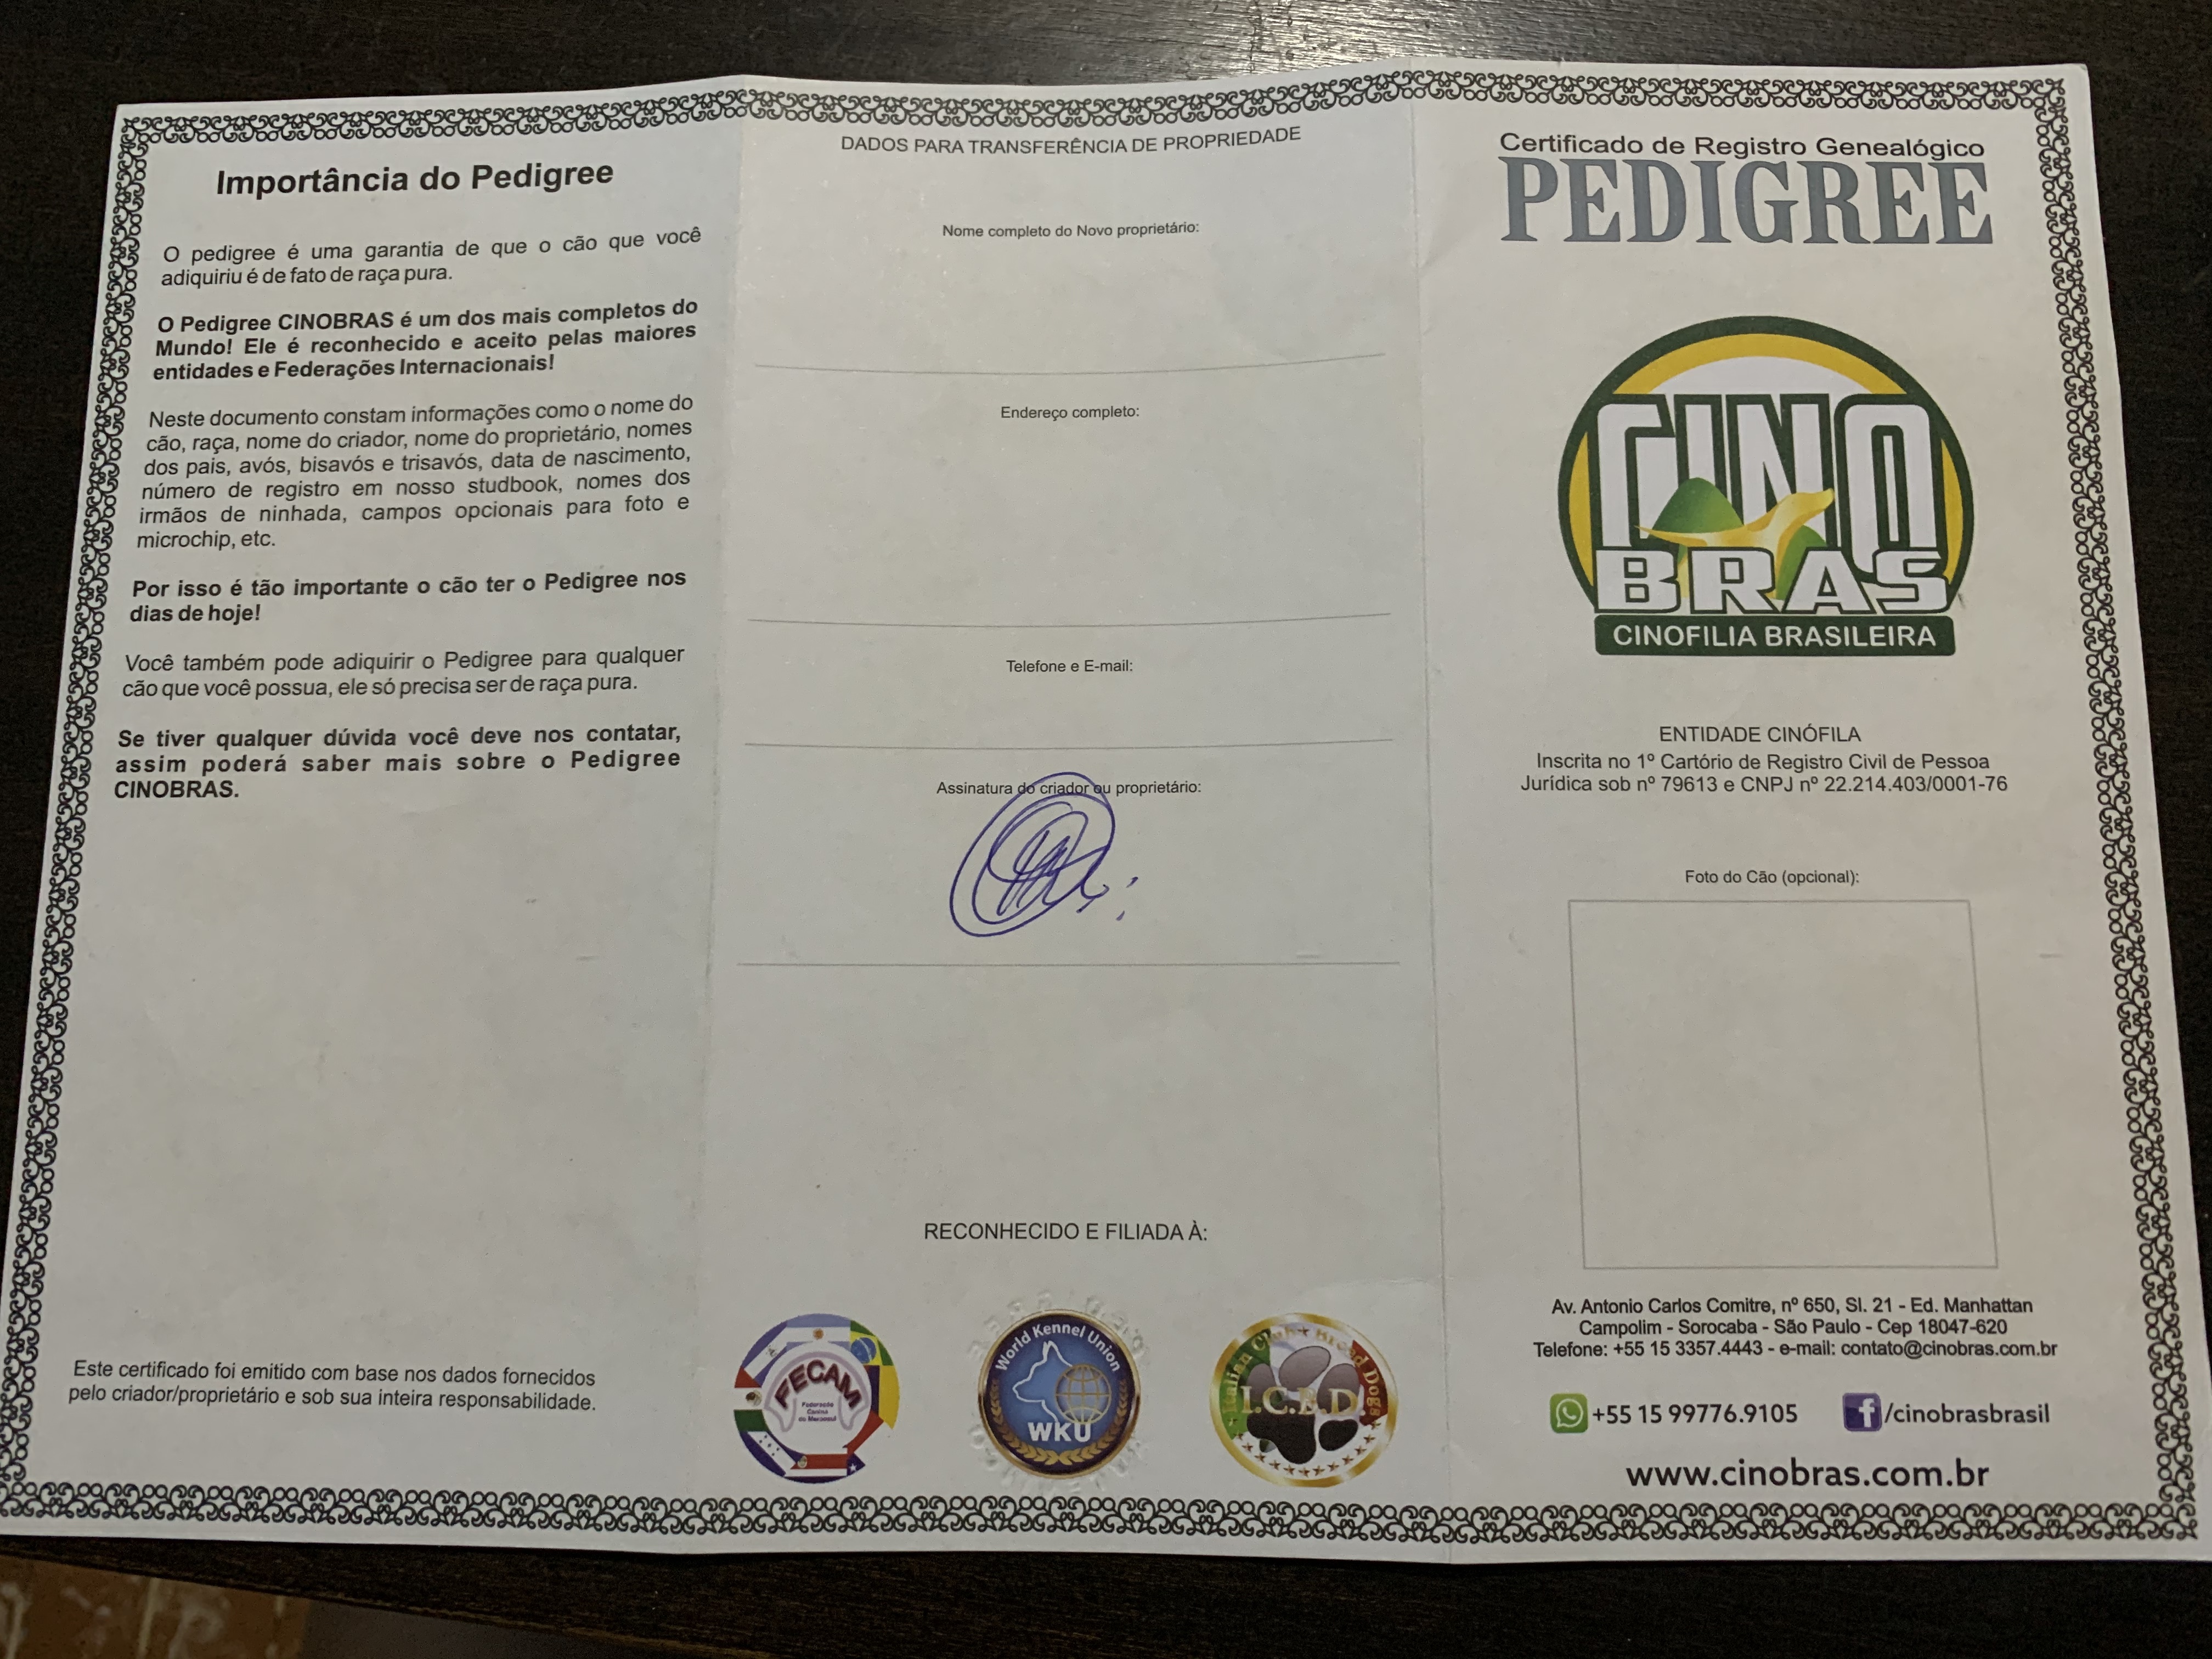 Importância do Pedigree
O pedigree é uma garantia de que o cão que você
adiquiriu é de fato de raça pura.
O Pedigree CINOBRAS é um dos mais completos do
Mundo! Ele é reconhecido e aceito pelas maiores
entidades e Federações Internacionais!
Neste documento constam informações como o nome do
cão, raça, nome do criador, nome do proprietário, nomes
dos pais, avós, bisavós e trisavós, data de nascimento,
número de registro em nosso studbook, nomes dos
irmãos de ninhada, campos opcionais para foto e
microchip, etc.
Por isso é tão importante o cão ter o Pedigree nos
dias de hoje!
Você também pode adiquirir o Pedigree para qualquer
cão que você possua, ele só precisa ser de raça pura.
Se tiver qualquer dúvida você deve nos contatar,
assim poderá saber mais sobre o Pedigree
CINOBRAS.
Este certificado foi emitido com base nos dados fornecidos
pelo criador/proprietário e sob sua inteira responsabilidade.
DADOS PARA TRANSFERÊNCIA DE PROPRIEDADE
Nome completo do Novo proprietário:
Endereço completo:
Telefone e E-mail:
Assinatura do criador ou proprietário:
RECONHECIDO E FILIADA À:
FECAM
Federação
Canina
do Mercosul
World Kennel Union
WKU
Italian Club Breed Dogs
I.C.B.D.
Certificado de Registro Genealógico
PEDIGREE
CINO
BRAS
CINOFILIA BRASILEIRA
ENTIDADE CINÓFILA
Inscrita no 1º Cartório de Registro Civil de Pessoa
Jurídica sob nº 79613 e CNPJ nº 22.214.403/0001-76
Foto do Cão (opcional):
Av. Antonio Carlos Comitre, nº 650, Sl. 21 - Ed. Manhattan
Campolim - Sorocaba - São Paulo - Cep 18047-620
Telefone: +55 15 3357.4443 - e-mail: contato@cinobras.com.br
+55 15 99776.9105 /cinobrasbrasil
www.cinobras.com.br